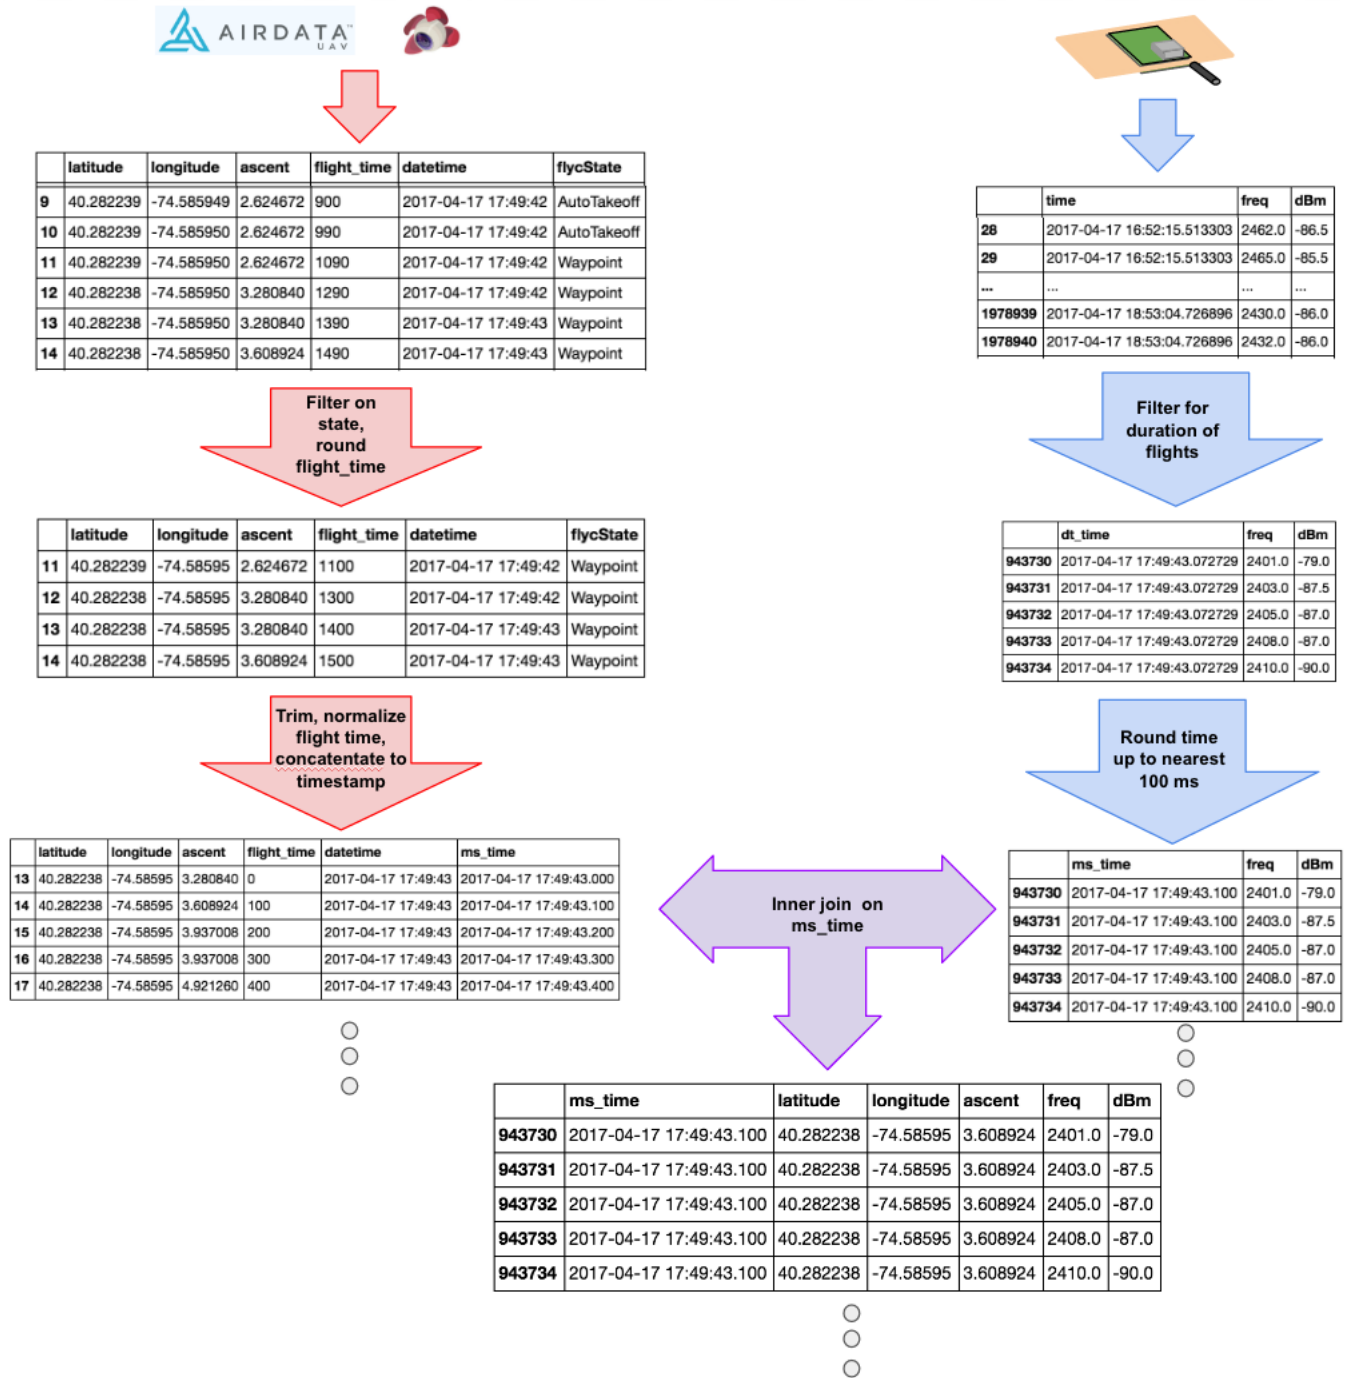 AIRDATA
UAV
latitude longitude ascent flight_time datetime flycState
9 40.282239 -74.585949 2.624672 900 2017-04-17 17:49:42 AutoTakeoff
10 40.282239 -74.585950 2.624672 990 2017-04-17 17:49:42 AutoTakeoff
11 40.282239 -74.585950 2.624672 1090 2017-04-17 17:49:42 Waypoint
12 40.282238 -74.585950 3.280840 1290 2017-04-17 17:49:42 Waypoint
13 40.282238 -74.585950 3.280840 1390 2017-04-17 17:49:43 Waypoint
14 40.282238 -74.585950 3.608924 1490 2017-04-17 17:49:43 Waypoint
time freq dBm
28 2017-04-17 16:52:15.513303 2462.0 -86.5
29 2017-04-17 16:52:15.513303 2465.0 -85.5
... ... ... ...
1978939 2017-04-17 18:53:04.726896 2430.0 -86.0
1978940 2017-04-17 18:53:04.726896 2432.0 -86.0
Filter on
state,
round
flight_time
Filter for
duration of
flights
latitude longitude ascent flight_time datetime flycState
11 40.282239 -74.58595 2.624672 1100 2017-04-17 17:49:42 Waypoint
12 40.282238 -74.58595 3.280840 1300 2017-04-17 17:49:42 Waypoint
13 40.282238 -74.58595 3.280840 1400 2017-04-17 17:49:43 Waypoint
14 40.282238 -74.58595 3.608924 1500 2017-04-17 17:49:43 Waypoint
dt_time freq dBm
943730 2017-04-17 17:49:43.072729 2401.0 -79.0
943731 2017-04-17 17:49:43.072729 2403.0 -87.5
943732 2017-04-17 17:49:43.072729 2405.0 -87.0
943733 2017-04-17 17:49:43.072729 2408.0 -87.0
943734 2017-04-17 17:49:43.072729 2410.0 -90.0
Trim, normalize
flight time,
concatentate to
timestamp
Round time
up to nearest
100 ms
latitude longitude ascent flight_time datetime ms_time
13 40.282238 -74.58595 3.280840 0 2017-04-17 17:49:43 2017-04-17 17:49:43.000
14 40.282238 -74.58595 3.608924 100 2017-04-17 17:49:43 2017-04-17 17:49:43.100
15 40.282238 -74.58595 3.937008 200 2017-04-17 17:49:43 2017-04-17 17:49:43.200
16 40.282238 -74.58595 3.937008 300 2017-04-17 17:49:43 2017-04-17 17:49:43.300
17 40.282238 -74.58595 4.921260 400 2017-04-17 17:49:43 2017-04-17 17:49:43.400
Inner join on
ms_time
ms_time freq dBm
943730 2017-04-17 17:49:43.100 2401.0 -79.0
943731 2017-04-17 17:49:43.100 2403.0 -87.5
943732 2017-04-17 17:49:43.100 2405.0 -87.0
943733 2017-04-17 17:49:43.100 2408.0 -87.0
943734 2017-04-17 17:49:43.100 2410.0 -90.0
ms_time latitude longitude ascent freq dBm
943730 2017-04-17 17:49:43.100 40.282238 -74.58595 3.608924 2401.0 -79.0
943731 2017-04-17 17:49:43.100 40.282238 -74.58595 3.608924 2403.0 -87.5
943732 2017-04-17 17:49:43.100 40.282238 -74.58595 3.608924 2405.0 -87.0
943733 2017-04-17 17:49:43.100 40.282238 -74.58595 3.608924 2408.0 -87.0
943734 2017-04-17 17:49:43.100 40.282238 -74.58595 3.608924 2410.0 -90.0